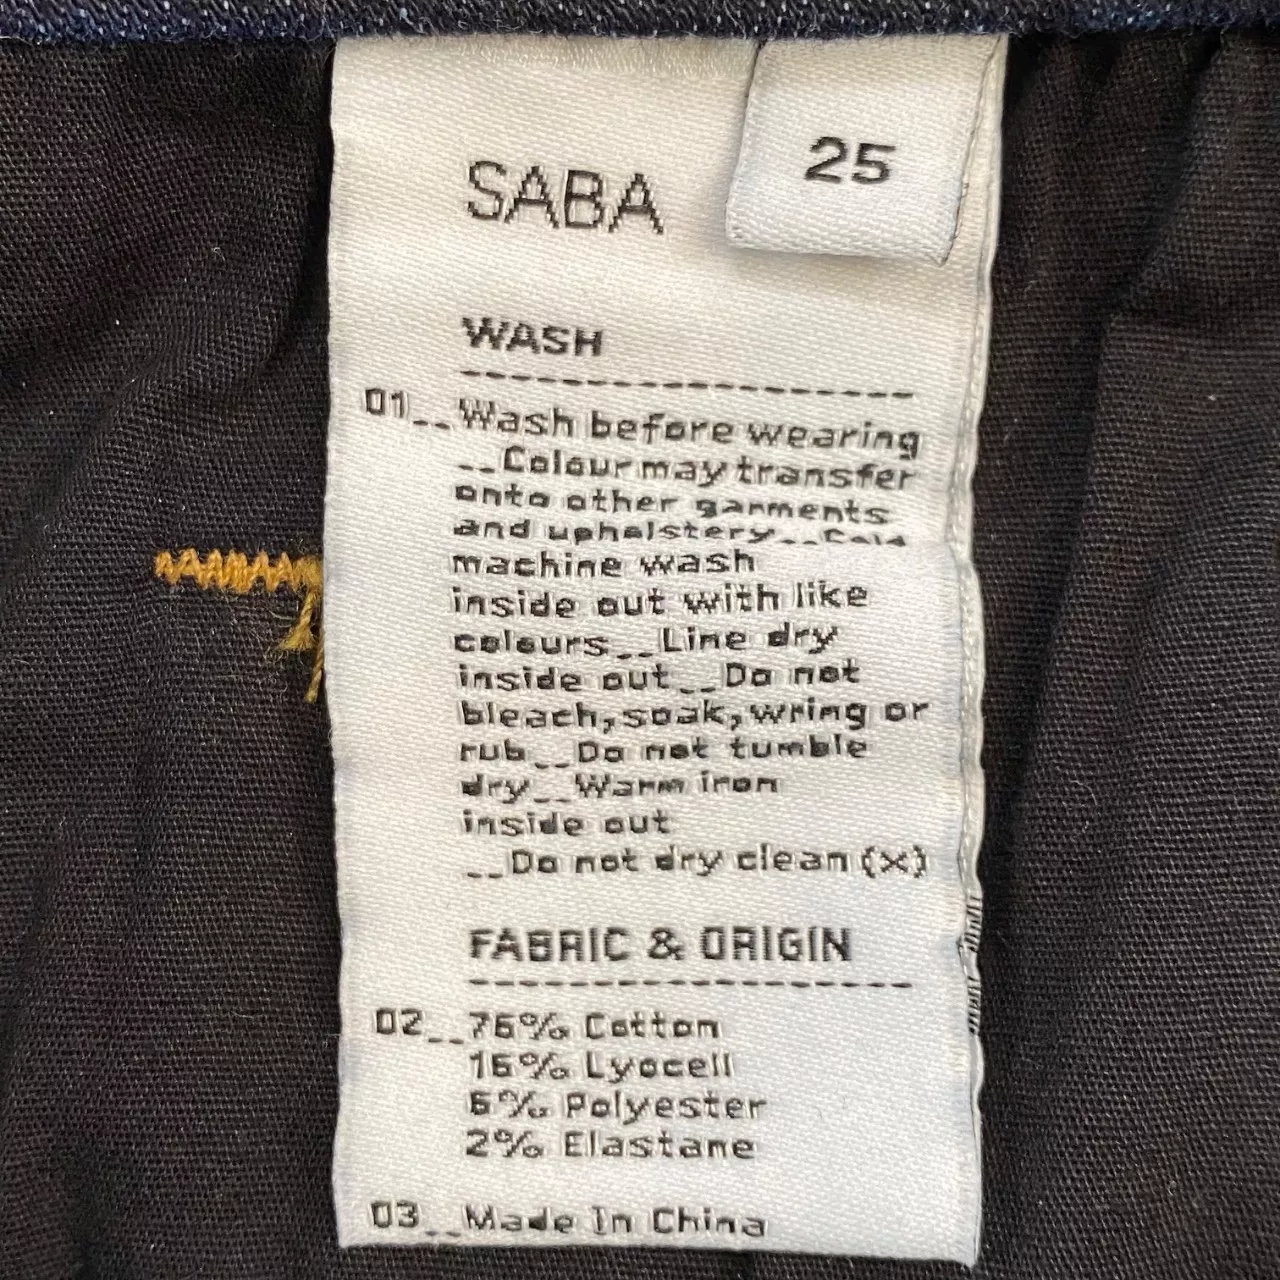 SABA
25
WASH
01__Wash before wearing
__Colour may transfer
onto other garments
and upholstery__Cold
machine wash
inside out with like
colours__Line dry
inside out__Do not
bleach, soak, wring or
rub__Do not tumble
dry__Warm iron
inside out
__Do not dry clean (x)
FABRIC & ORIGIN
02__76% Cotton
16% Lyocell
6% Polyester
2% Elastane
03__Made In China